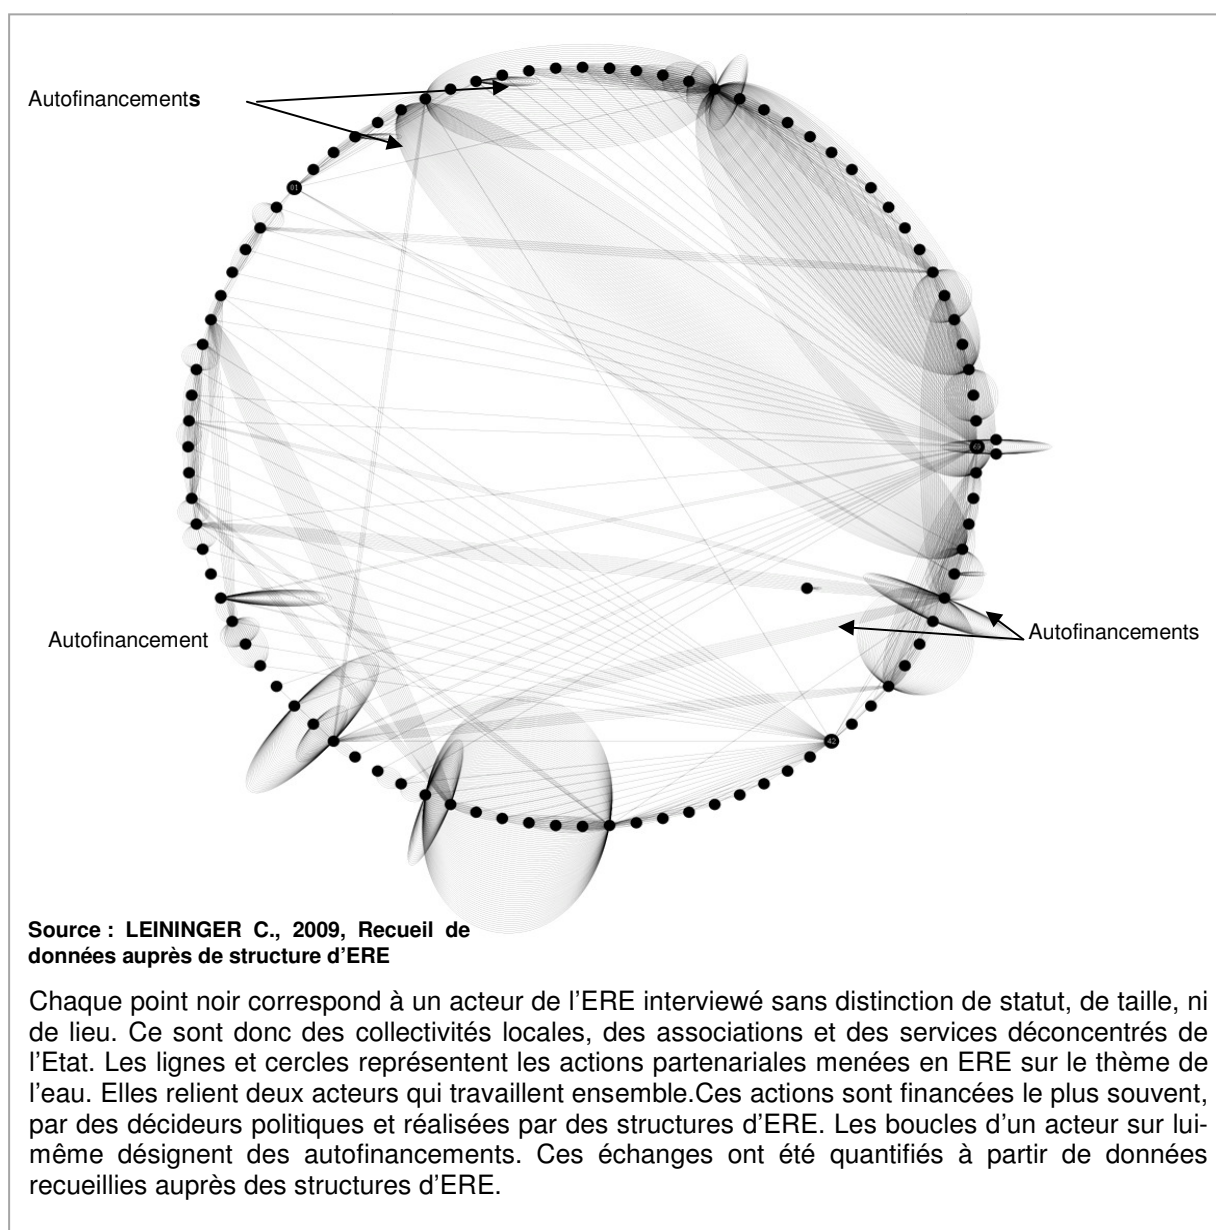 Autofinancements
Autofinancement
Autofinancements
Source : LEININGER C., 2009, Recueil de
données auprès de structure d’ERE
Chaque point noir correspond à un acteur de l’ERE interviewé sans distinction de statut, de taille, ni
de lieu. Ce sont donc des collectivités locales, des associations et des services déconcentrés de
l’Etat. Les lignes et cercles représentent les actions partenariales menées en ERE sur le thème de
l’eau. Elles relient deux acteurs qui travaillent ensemble.Ces actions sont financées le plus souvent,
par des décideurs politiques et réalisées par des structures d’ERE. Les boucles d’un acteur sur lui-
même désignent des autofinancements. Ces échanges ont été quantifiés à partir de données
recueillies auprès des structures d’ERE.
42